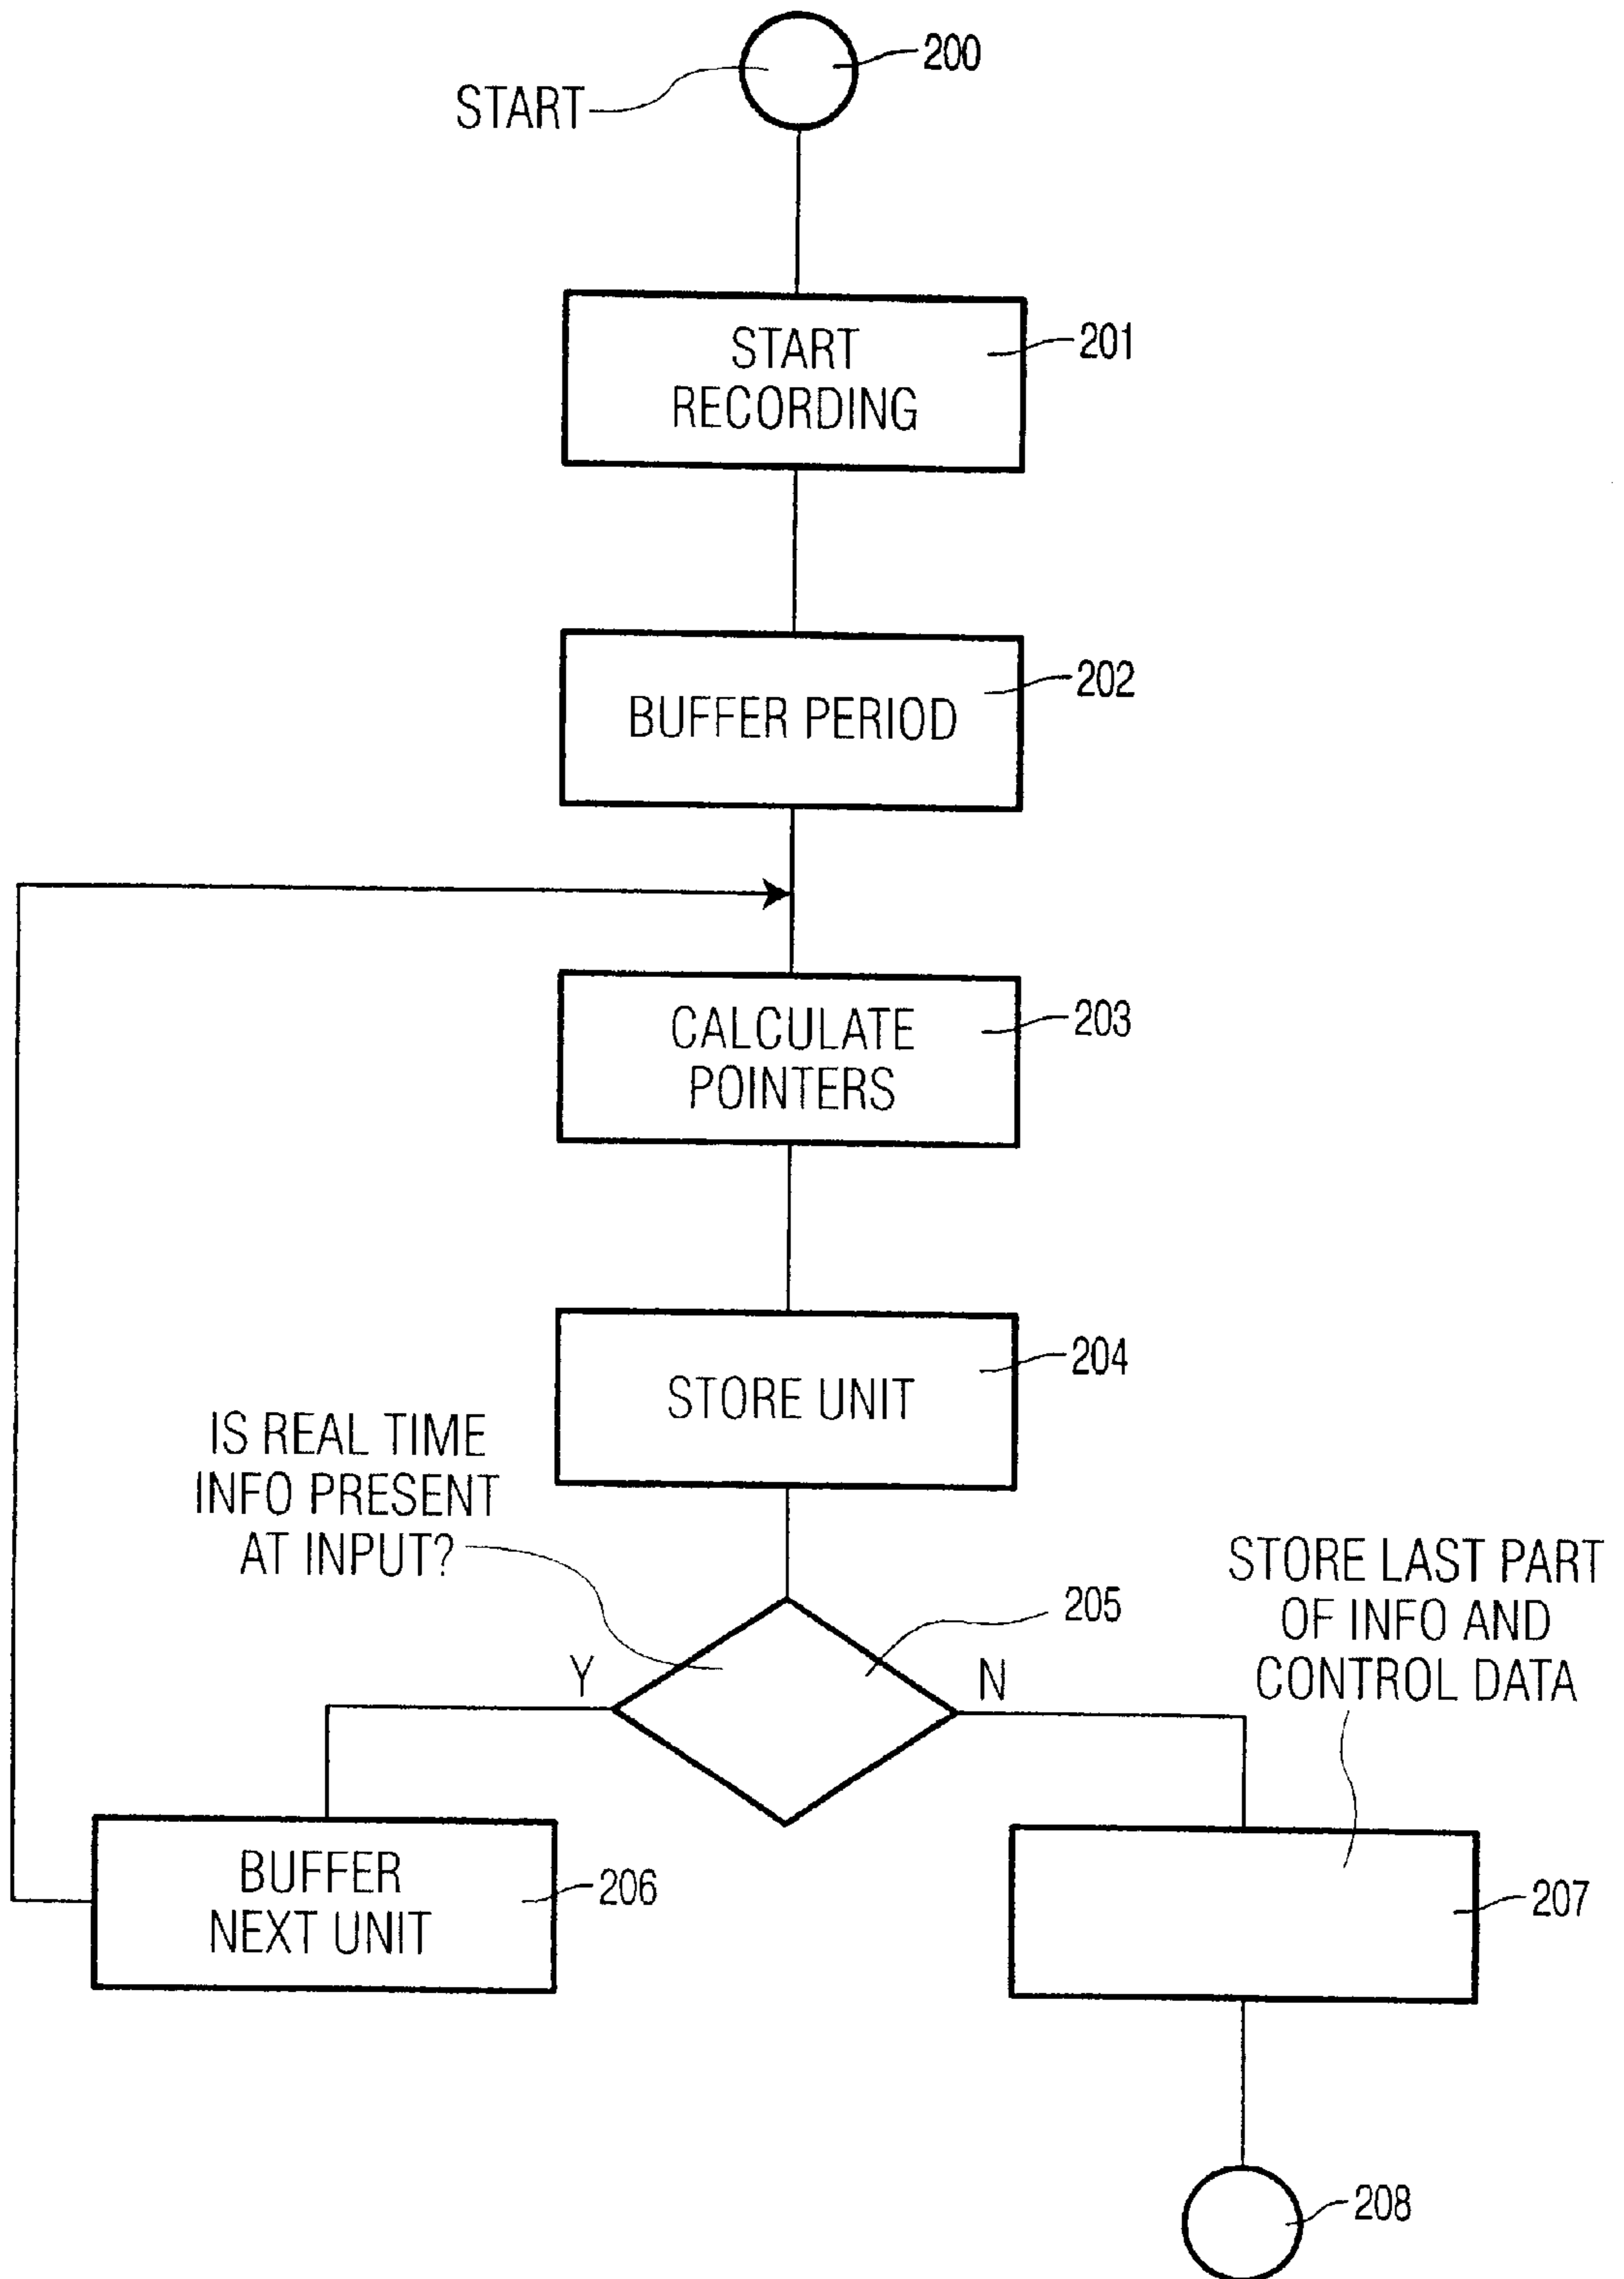 200
START
START
RECORDING
201
BUFFER PERIOD
202
CALCULATE
POINTERS
203
STORE UNIT
204
IS REAL TIME
INFO PRESENT
AT INPUT?
205
Y
N
STORE LAST PART
OF INFO AND
CONTROL DATA
BUFFER
NEXT UNIT
206
207
208